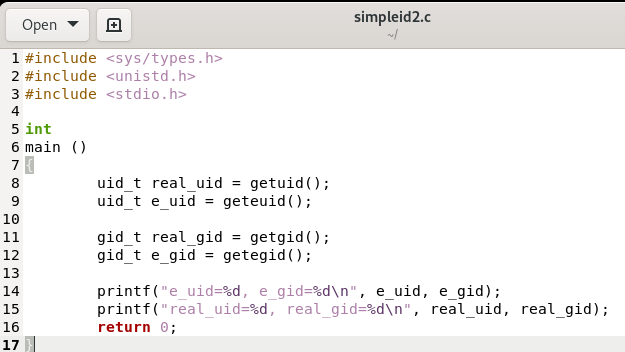 Open
simpleid2.c
~/
1 #include <sys/types.h>
2 #include <unistd.h>
3 #include <stdio.h>
4
5 int
6 main ()
7 {
8         uid_t real_uid = getuid();
9         uid_t e_uid = geteuid();
10
11         gid_t real_gid = getgid();
12         gid_t e_gid = getegid();
13
14         printf("e_uid=%d, e_gid=%d\n", e_uid, e_gid);
15         printf("real_uid=%d, real_gid=%d\n", real_uid, real_gid);
16         return 0;
17 }